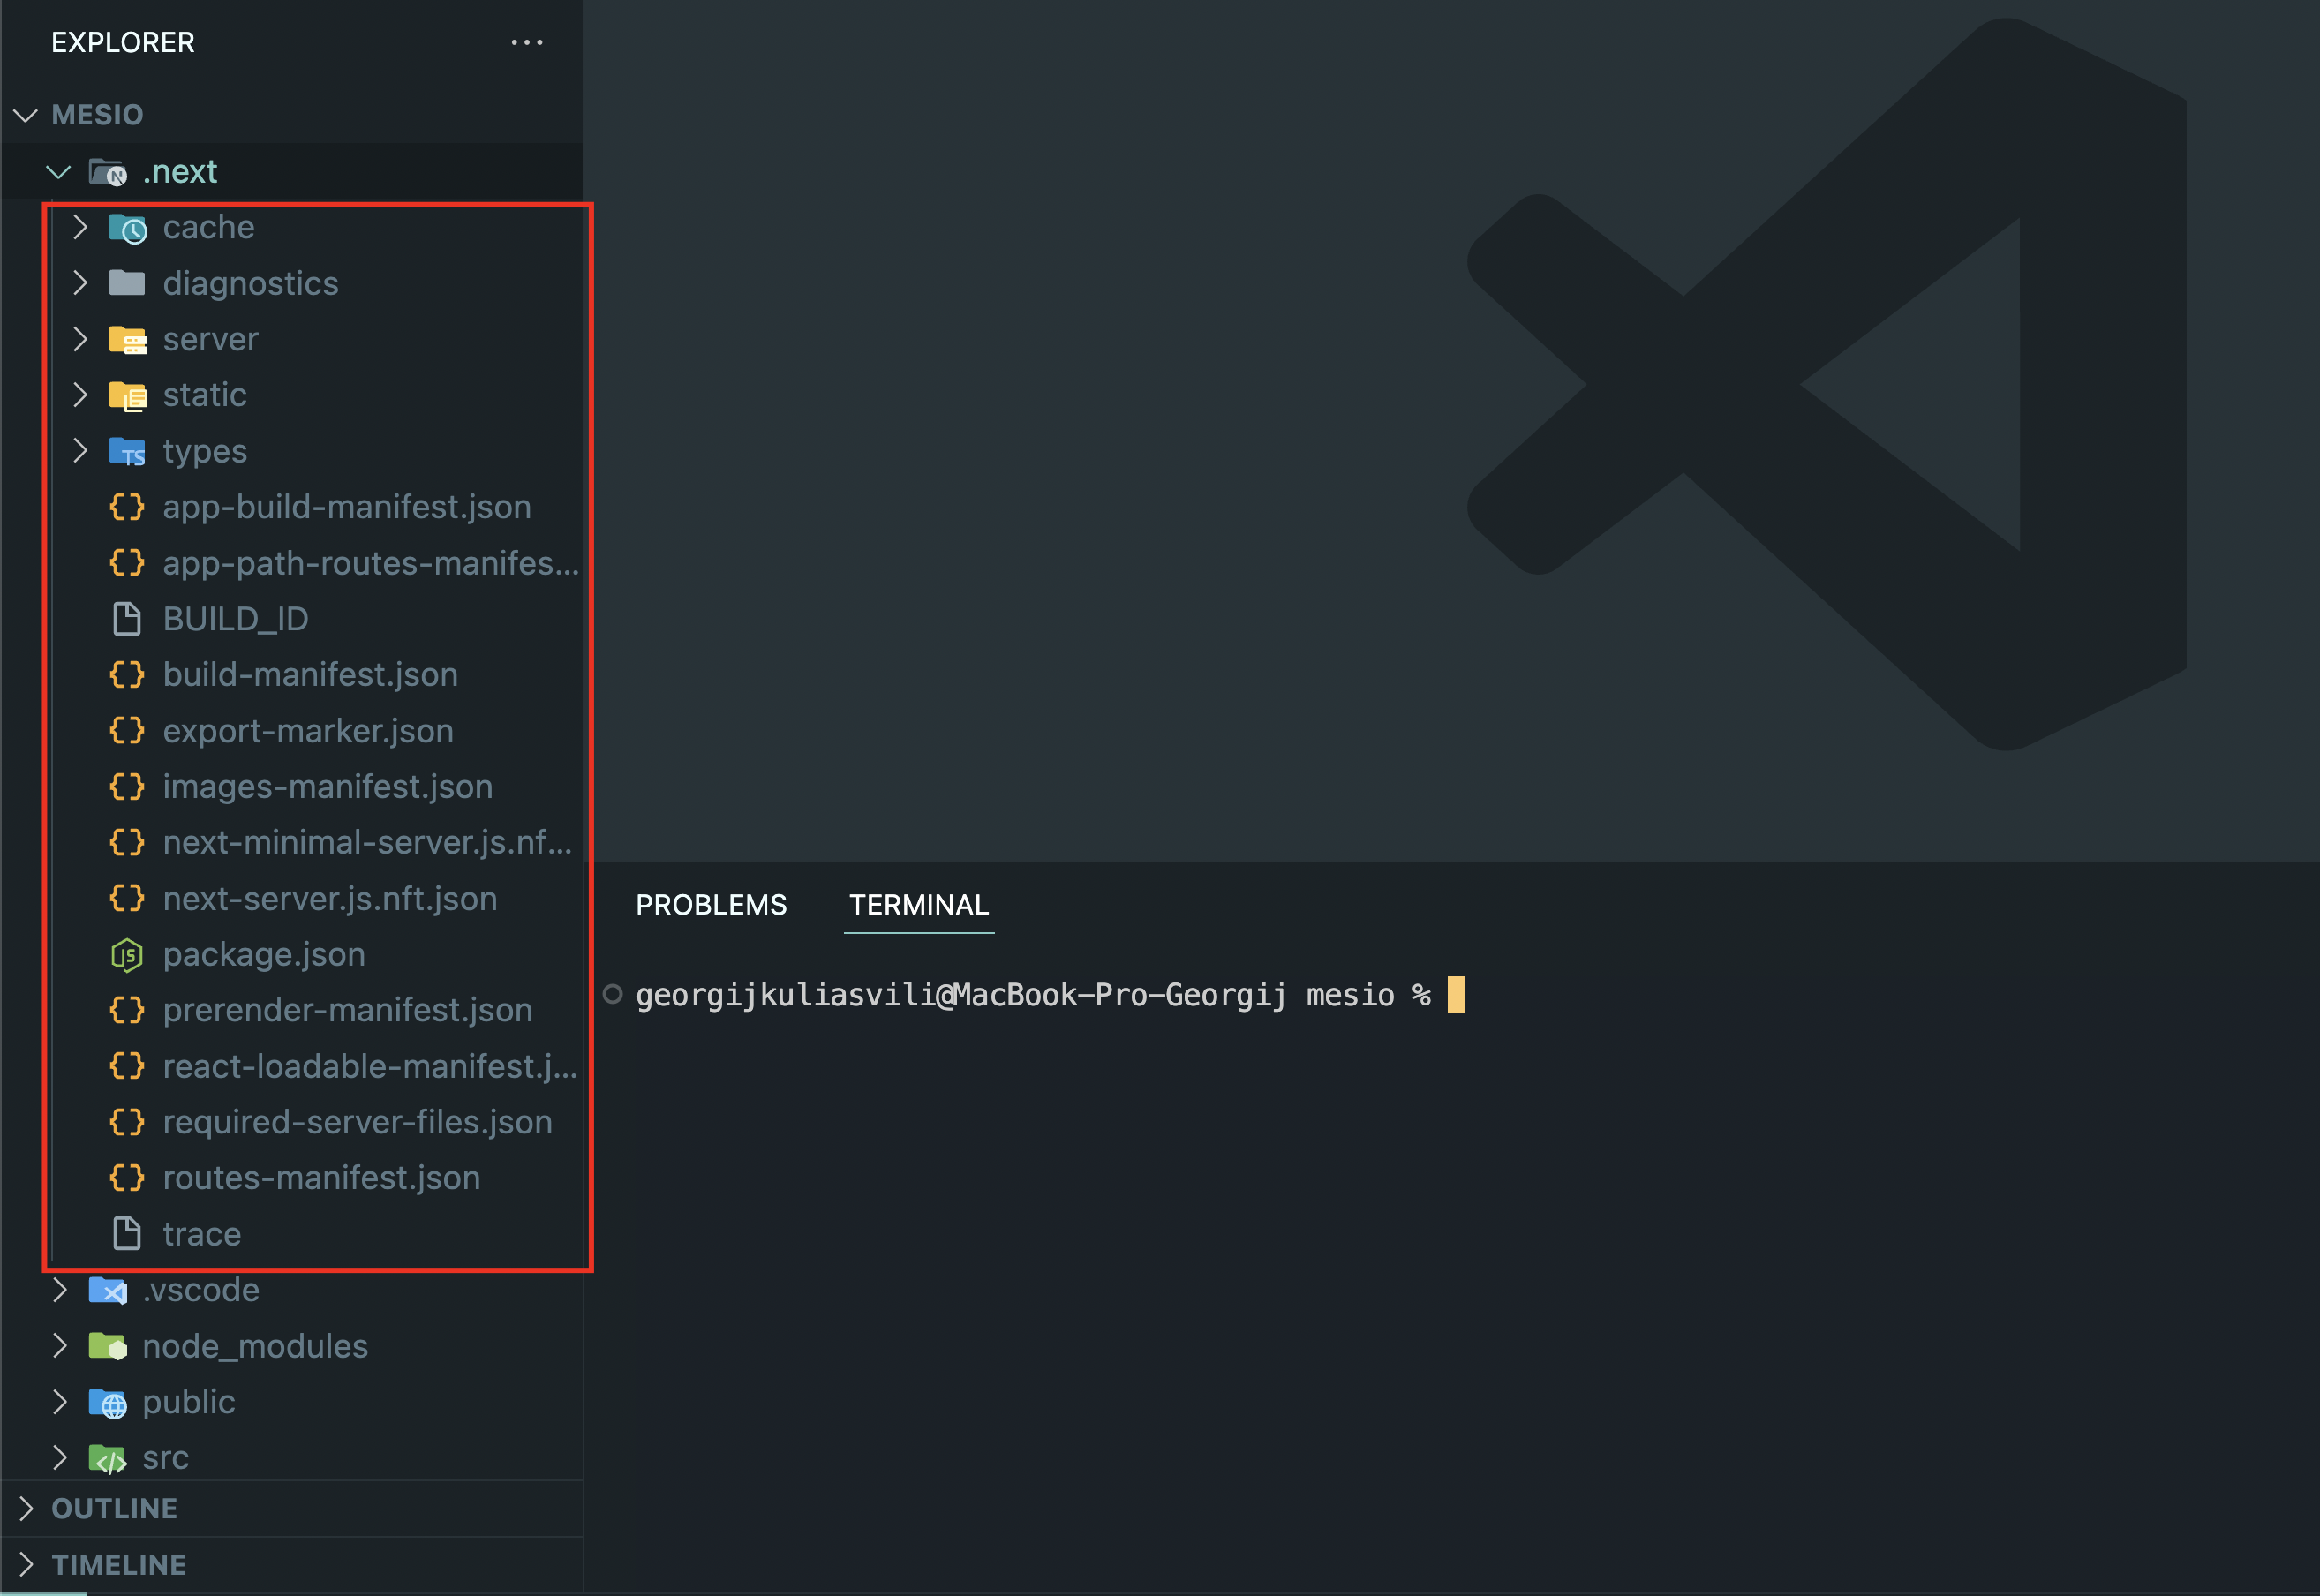 EXPLORER
MESIO
.next
cache
diagnostics
server
static
types
app-build-manifest.json
app-path-routes-manifes...
BUILD_ID
build-manifest.json
export-marker.json
images-manifest.json
next-minimal-server.js.nf...
next-server.js.nft.json
package.json
prerender-manifest.json
react-loadable-manifest.j...
required-server-files.json
routes-manifest.json
trace
.vscode
node_modules
public
src
OUTLINE
TIMELINE
PROBLEMS TERMINAL
georgijkuliasvili@MacBook-Pro-Georgij mesio %